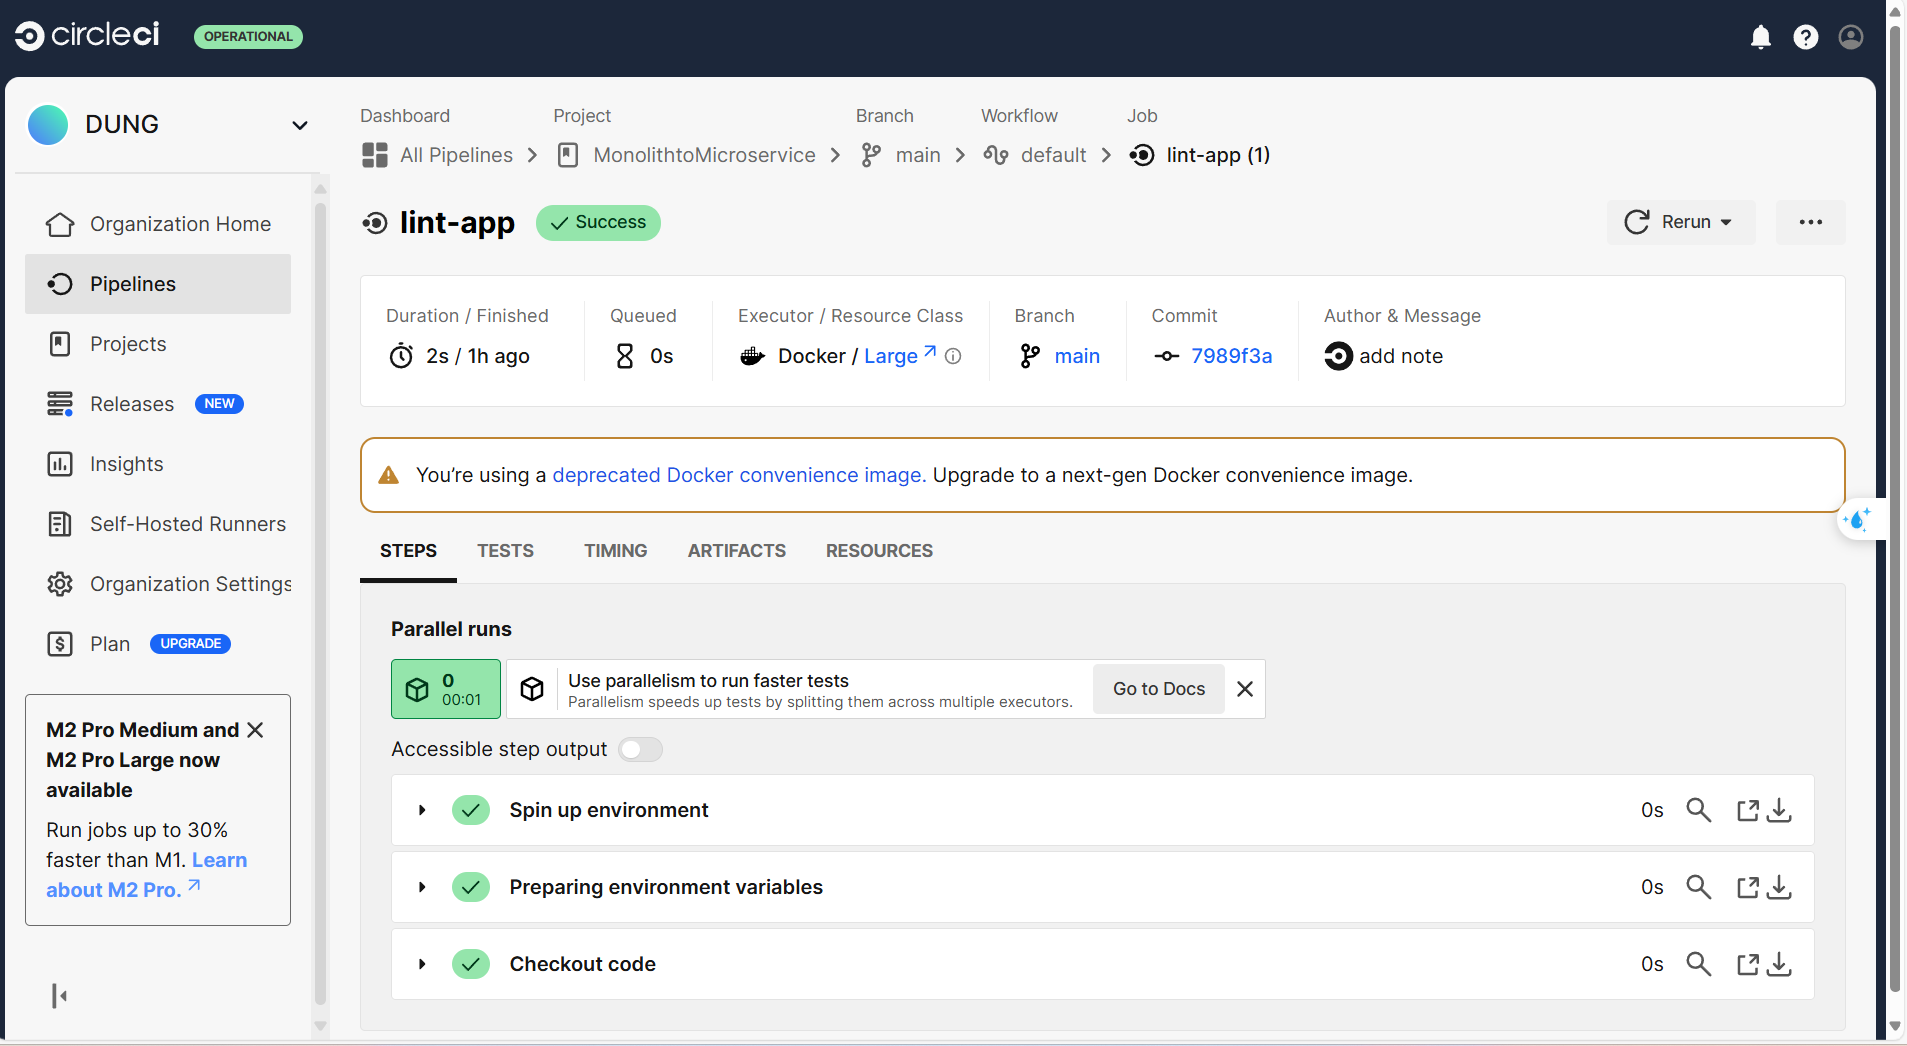 circleci
OPERATIONAL
DUNG
Organization Home
Pipelines
Projects
Releases NEW
Insights
Self-Hosted Runners
Organization Settings
Plan UPGRADE
M2 Pro Medium and
M2 Pro Large now
available
Run jobs up to 30%
faster than M1. Learn
about M2 Pro.
Dashboard Project Branch Workflow Job
All Pipelines MonolithtoMicroservice main default lint-app (1)
lint-app Success
Rerun
Duration / Finished Queued Executor / Resource Class Branch Commit Author & Message
2s / 1h ago 0s Docker / Large main 7989f3a add note
You’re using a deprecated Docker convenience image. Upgrade to a next-gen Docker convenience image.
STEPS TESTS TIMING ARTIFACTS RESOURCES
Parallel runs
0
00:01
Use parallelism to run faster tests
Parallelism speeds up tests by splitting them across multiple executors.
Go to Docs
Accessible step output
Spin up environment 0s
Preparing environment variables 0s
Checkout code 0s